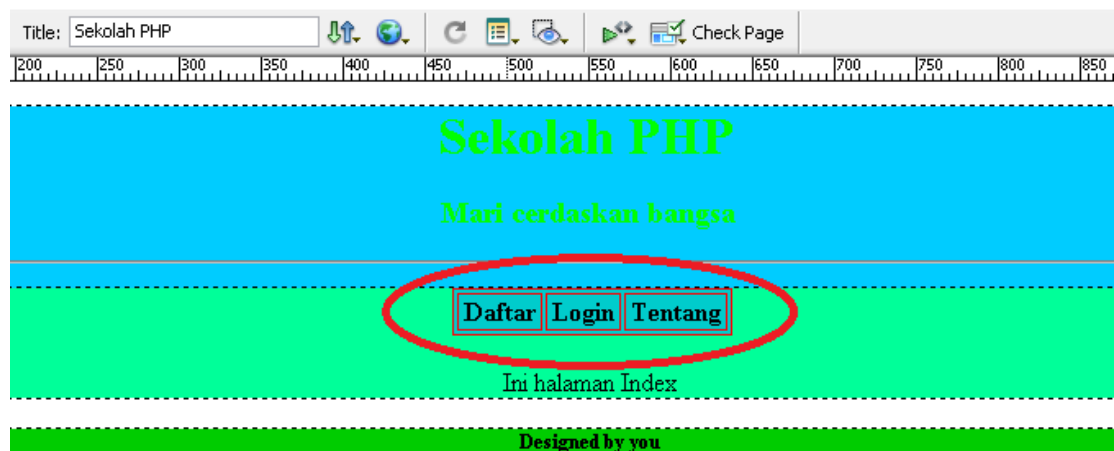 Title: Sekolah PHP Check Page
200 250 300 350 400 450 500 550 600 650 700 750 800 850
Sekolah PHP
Mari cerdaskan bangsa
Daftar Login Tentang
Ini halaman Index
Designed by you